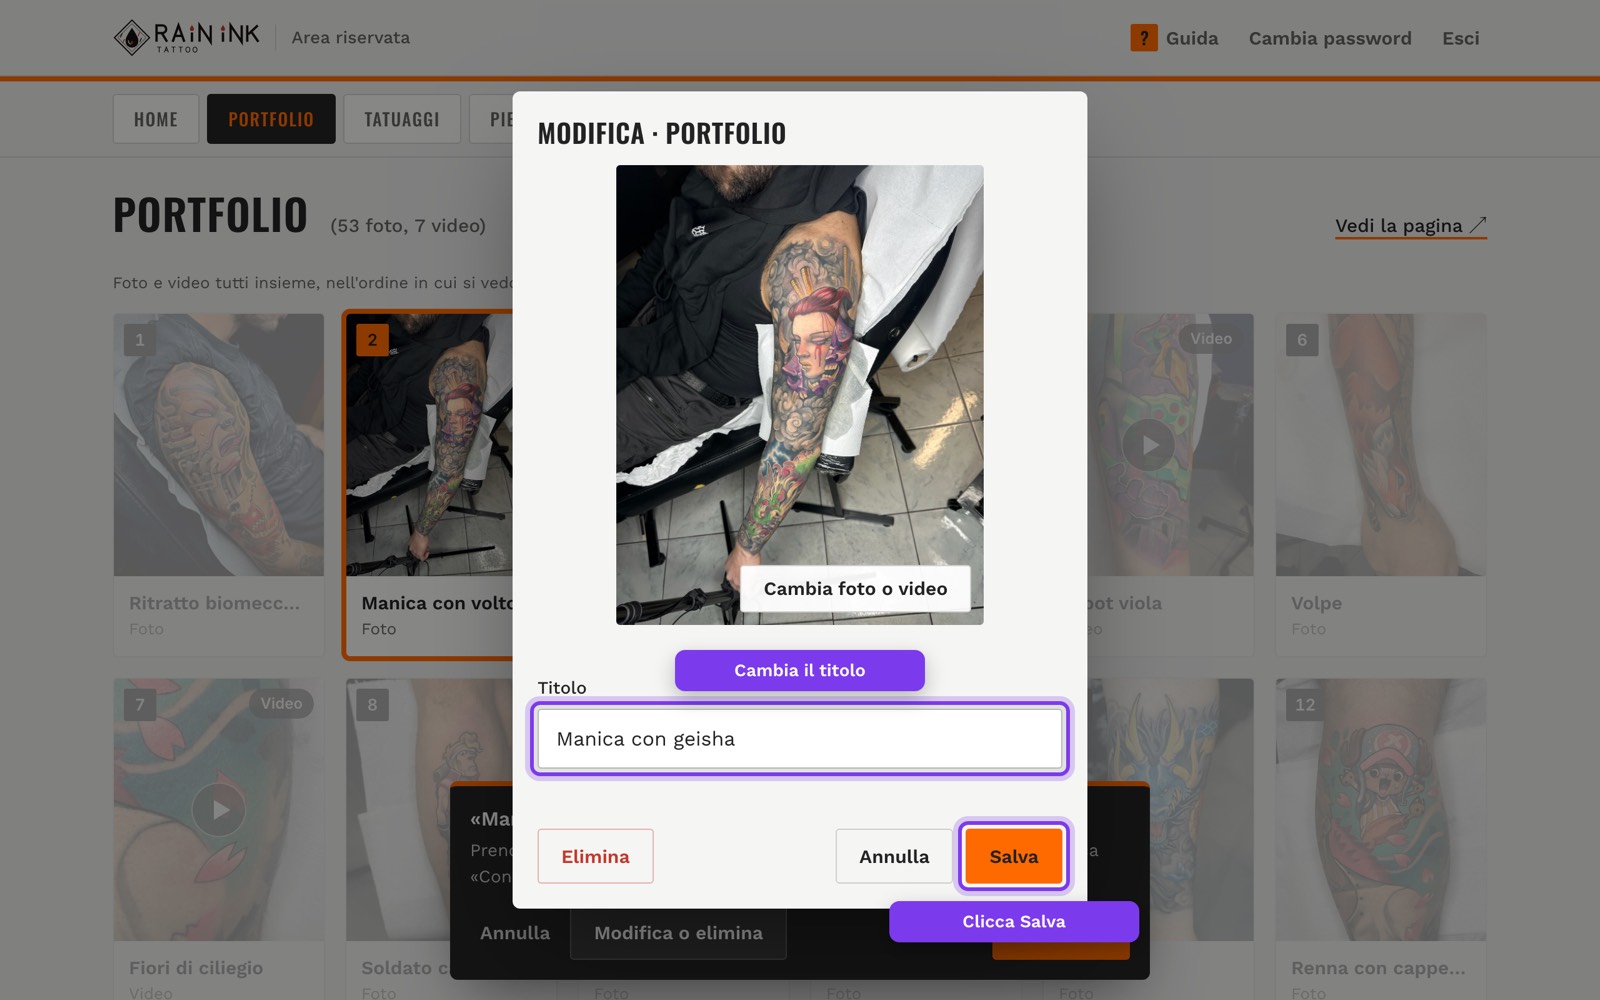 RAIN INK
TATTOO
Area riservata
? Guida
Cambia password
Esci
HOME
PORTFOLIO
TATUAGGI
MODIFICA · PORTFOLIO
PORTFOLIO (53 foto, 7 video)
Vedi la pagina
Foto e video tutti insieme, nell'ordine in cui si
1
2
Video
6
Cambia foto o video
Ritratto biomecc...
Foto
Manica con
Foto
viola
Volpe
Foto
Cambia il titolo
Titolo
Manica con geisha
7
Video
8
12
Elimina
Annulla
Salva
Clicca Salva
Annulla
Modifica o elimina
Fiori di ciliegio
Video
Soldato
Foto
Foto
Foto
Foto
Renna con cappe...
Foto